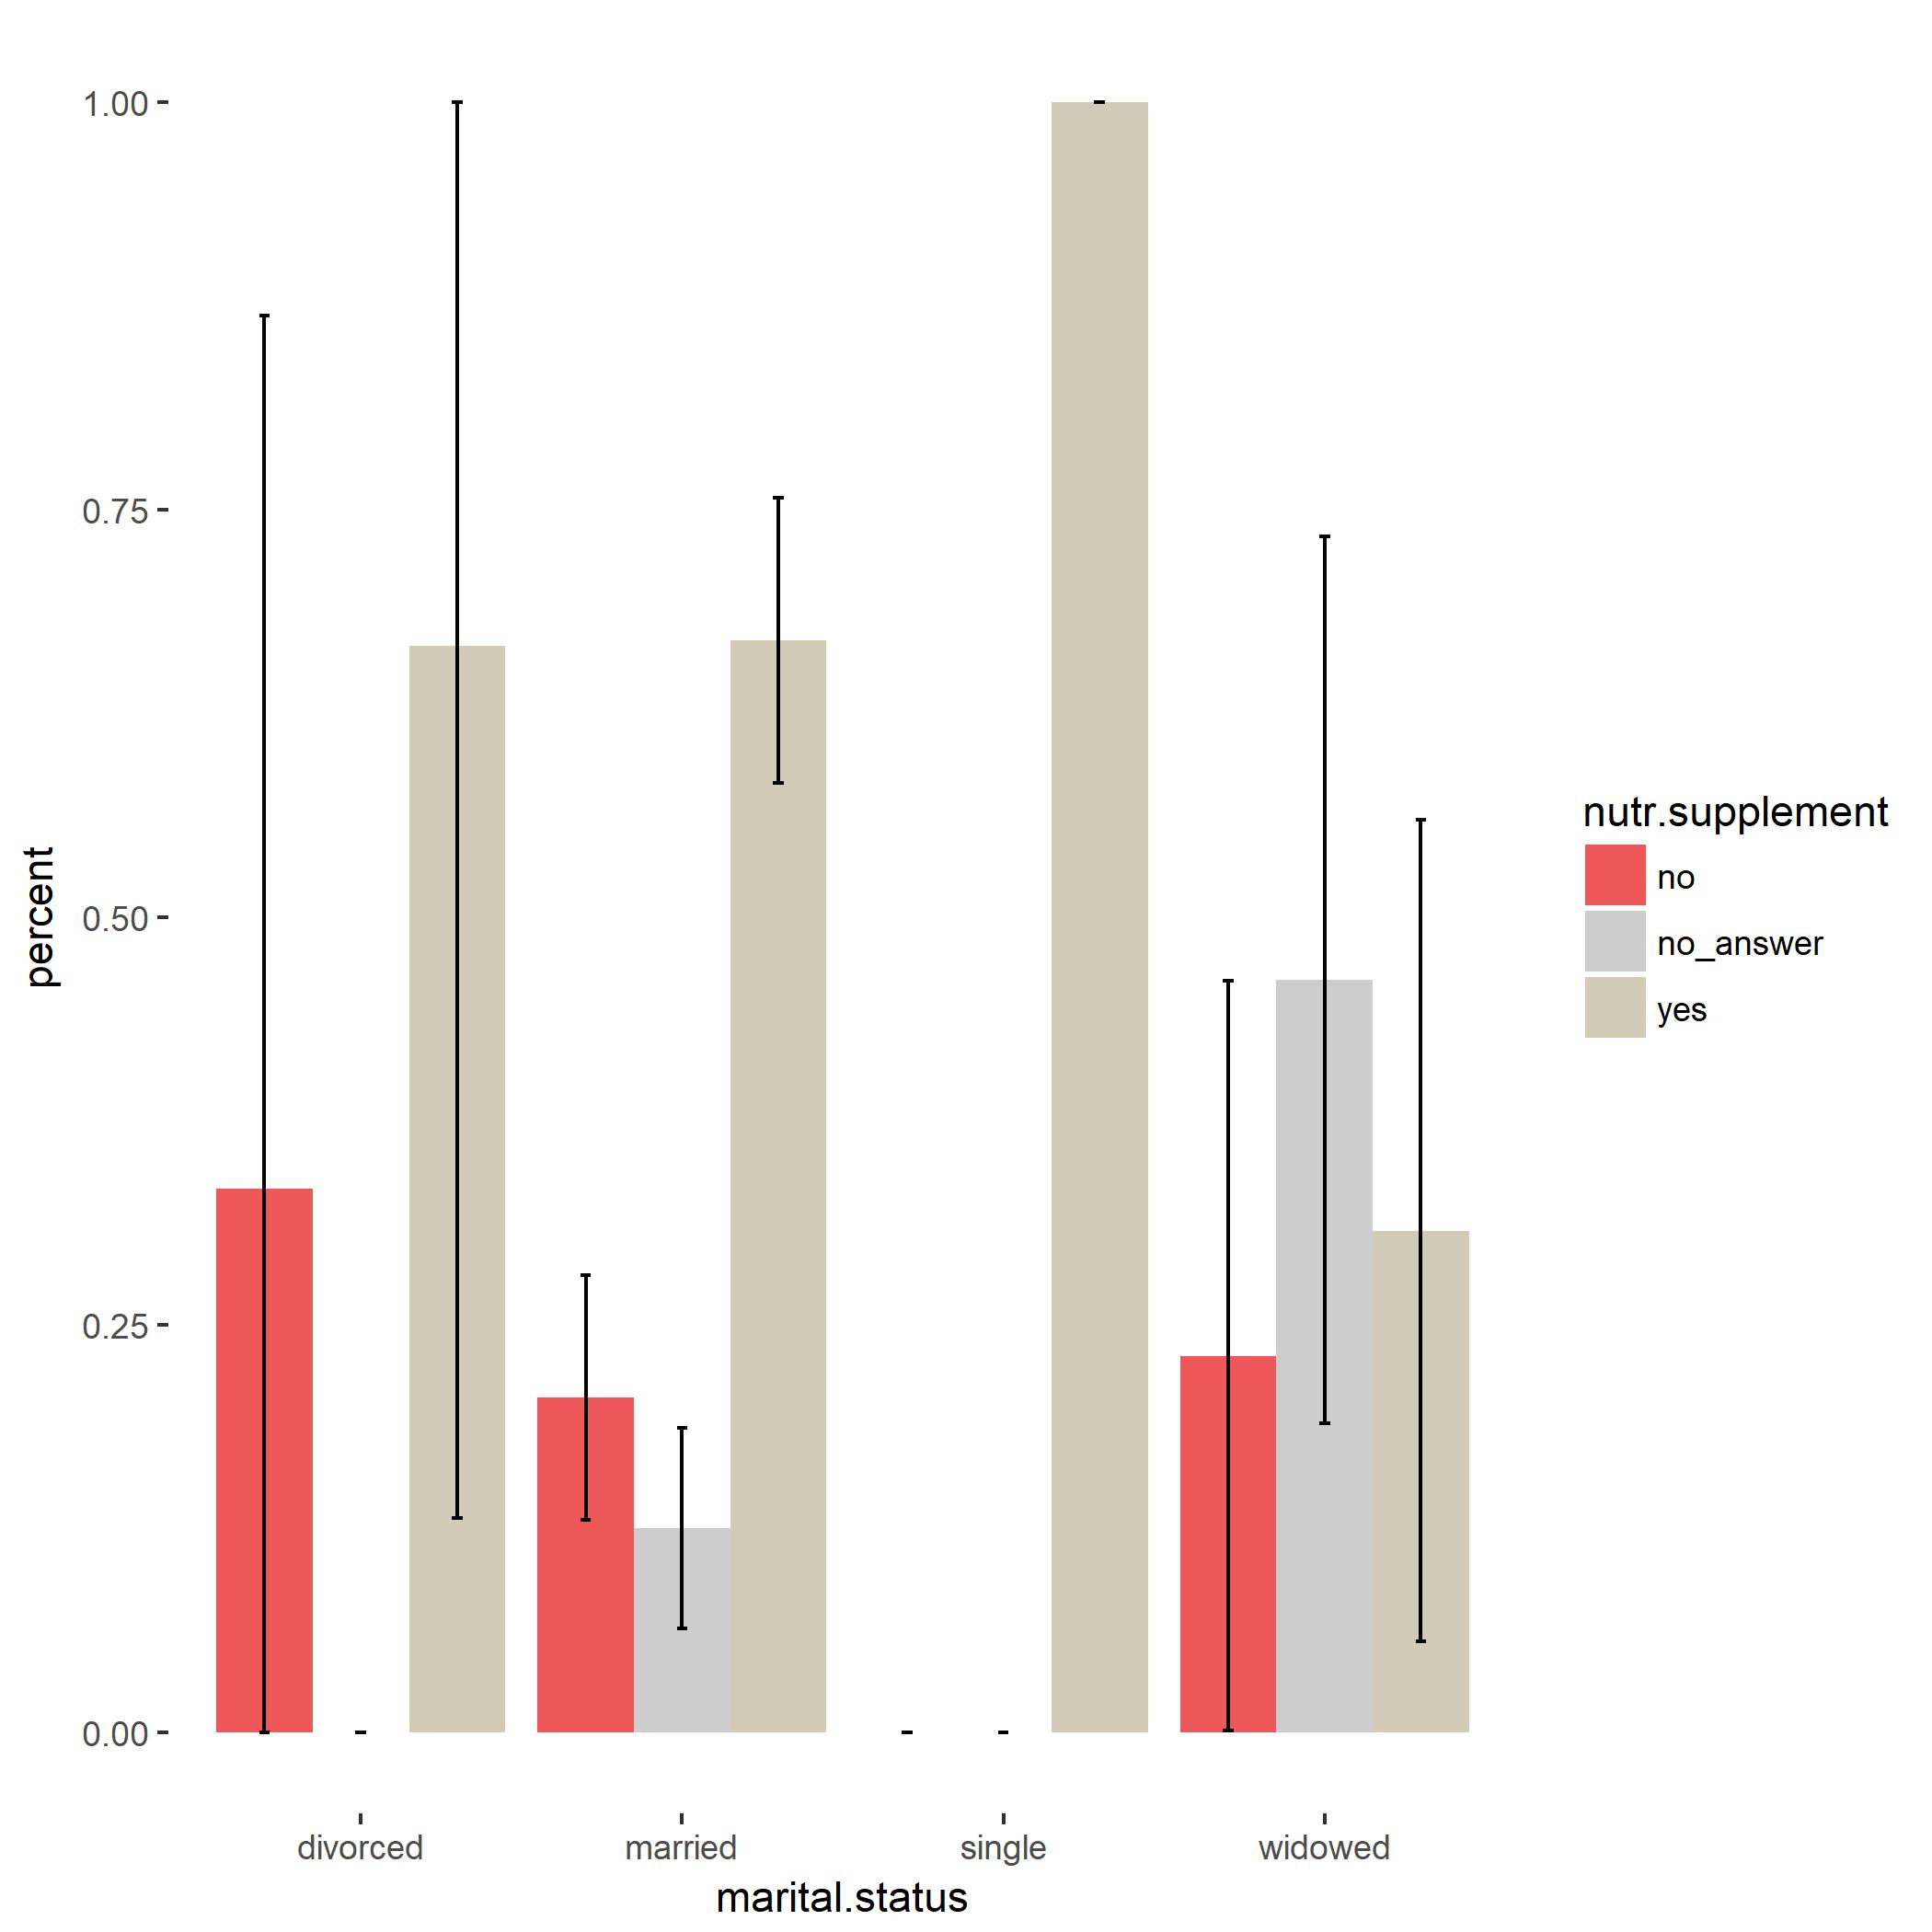 1.00
0.75
0.50
0.25
0.00
percent
divorced
married
single
widowed
marital.status
nutr.supplement
no
no_answer
yes